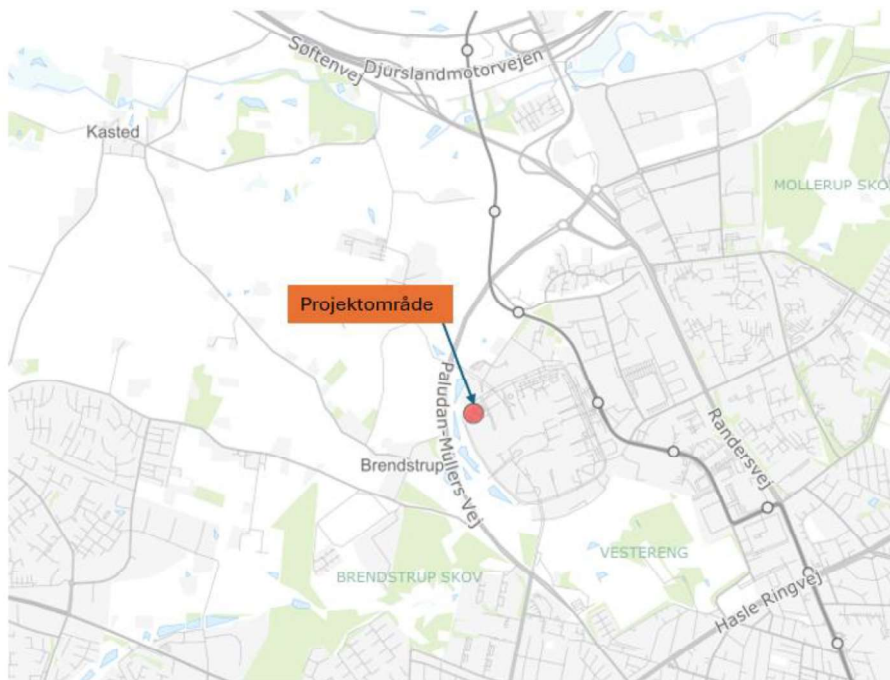 Søftenvej
Djurslandmotorvejen
Kasted
MOLLERUP SKO
Projektområde
Paludan-Müllers Vej
Randersvej
Brendstrup
VESTERENG
BRENDSTRUP SKOV
Hasle Ringvej